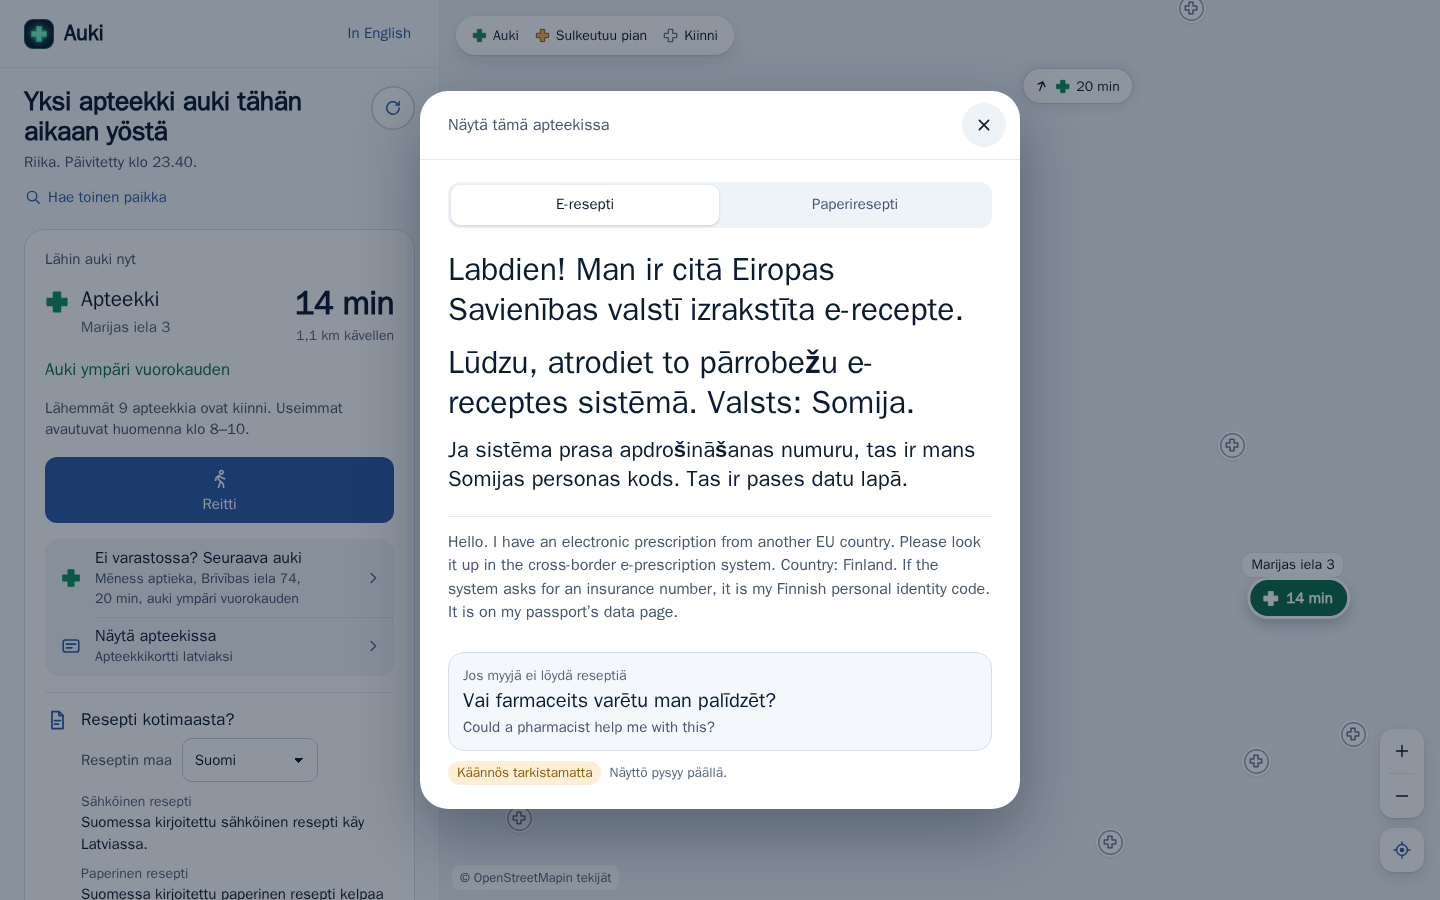 Auki
In English
Yksi apteekki auki tähän
aikaan yöstä
Riika. Päivitetty klo 23.40.
Hae toinen paikka
Lähin auki nyt
Apteekki
Marijas iela 3
14 min
1,1 km kävellen
Auki ympäri vuorokauden
Lähemmät 9 apteekkia ovat kiinni. Useimmat
avautuvat huomenna klo 8–10.
Reitti
Ei varastossa? Seuraava auki
Mēness aptieka, Brīvības iela 74,
20 min, auki ympäri vuorokauden
Näytä apteekissa
Apteekkikortti latviaksi
Resepti kotimaasta?
Reseptin maa
Suomi
Sähköinen resepti
Suomessa kirjoitettu sähköinen resepti käy
Latviassa.
Paperinen resepti
Suomessa kirjoitettu paperinen resepti kelpaa
Auki
Sulkeutuu pian
Kiinni
20 min
Näytä tämä apteekissa
E-resepti
Paperiresepti
Labdien! Man ir citā Eiropas
Savienības valstī izrakstīta e-recepte.
Lūdzu, atrodiet to pārrobežu e-
receptes sistēmā. Valsts: Somija.
Ja sistēma prasa apdrošināšanas numuru, tas ir mans
Somijas personas kods. Tas ir pases datu lapā.
Hello. I have an electronic prescription from another EU country. Please look
it up in the cross-border e-prescription system. Country: Finland. If the
system asks for an insurance number, it is my Finnish personal identity code.
It is on my passport's data page.
Jos myyjä ei löydä reseptiä
Vai farmaceits varētu man palīdzēt?
Could a pharmacist help me with this?
Käännös tarkistamatta
Näyttö pysyy päällä.
Marijas iela 3
14 min
© OpenStreetMapin tekijät